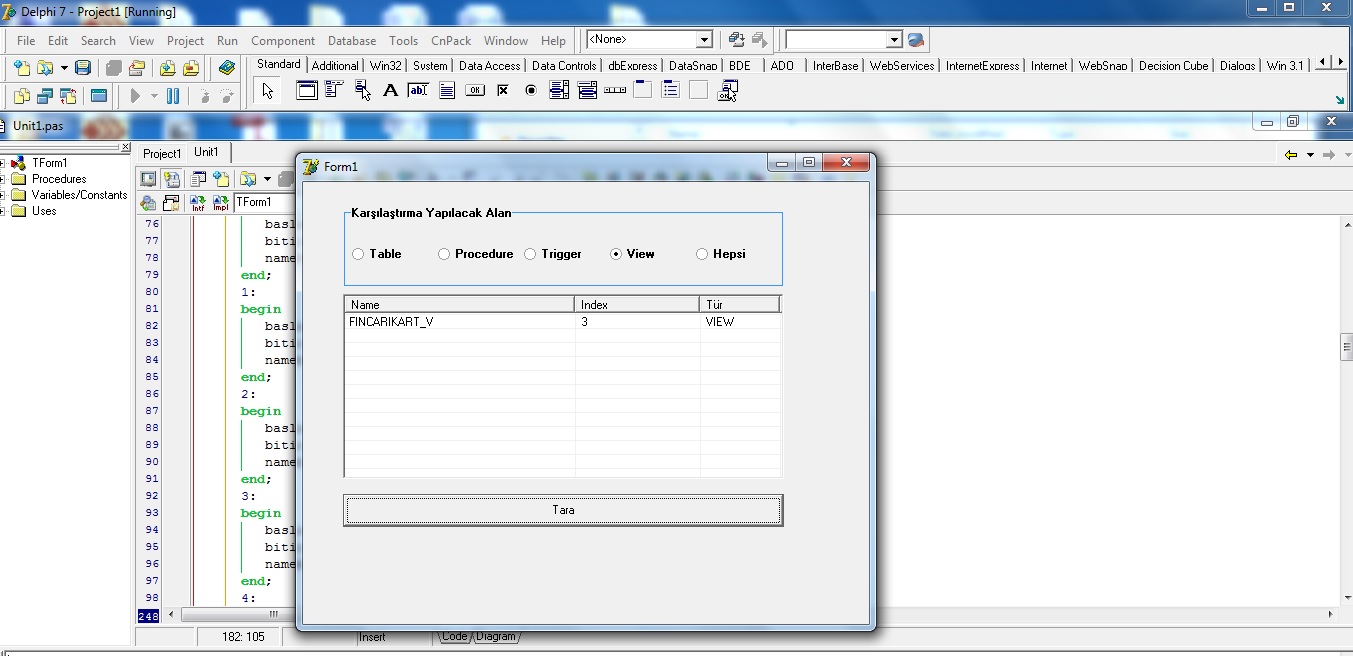 Delphi 7 - Project1 [Running]
File Edit Search View Project Run Component Database Tools CnPack Window Help <None>
Standard Additional Win32 System Data Access Data Controls dbExpress DataSnap BDE ADO InterBase WebServices InternetExpress Internet WebSnap Decision Cube Dialogs Win 3.1
Unit1.pas
TForm1
Procedures
Variables/Constants
Uses
Project1 Unit1
TForm1
76 basl
77 biti
78 name
79 end;
80 1:
81 begin
82 basl
83 biti
84 name
85 end;
86 2:
87 begin
88 basl
89 biti
90 name
91 end;
92 3:
93 begin
94 basl
95 biti
96 name
97 end;
98 4:
248
182: 105 Insert Code Diagram
Form1
Karşılaştırma Yapılacak Alan
Table Procedure Trigger View Hepsi
Name Index Tür
FINCARIKART_V 3 VIEW
Tara